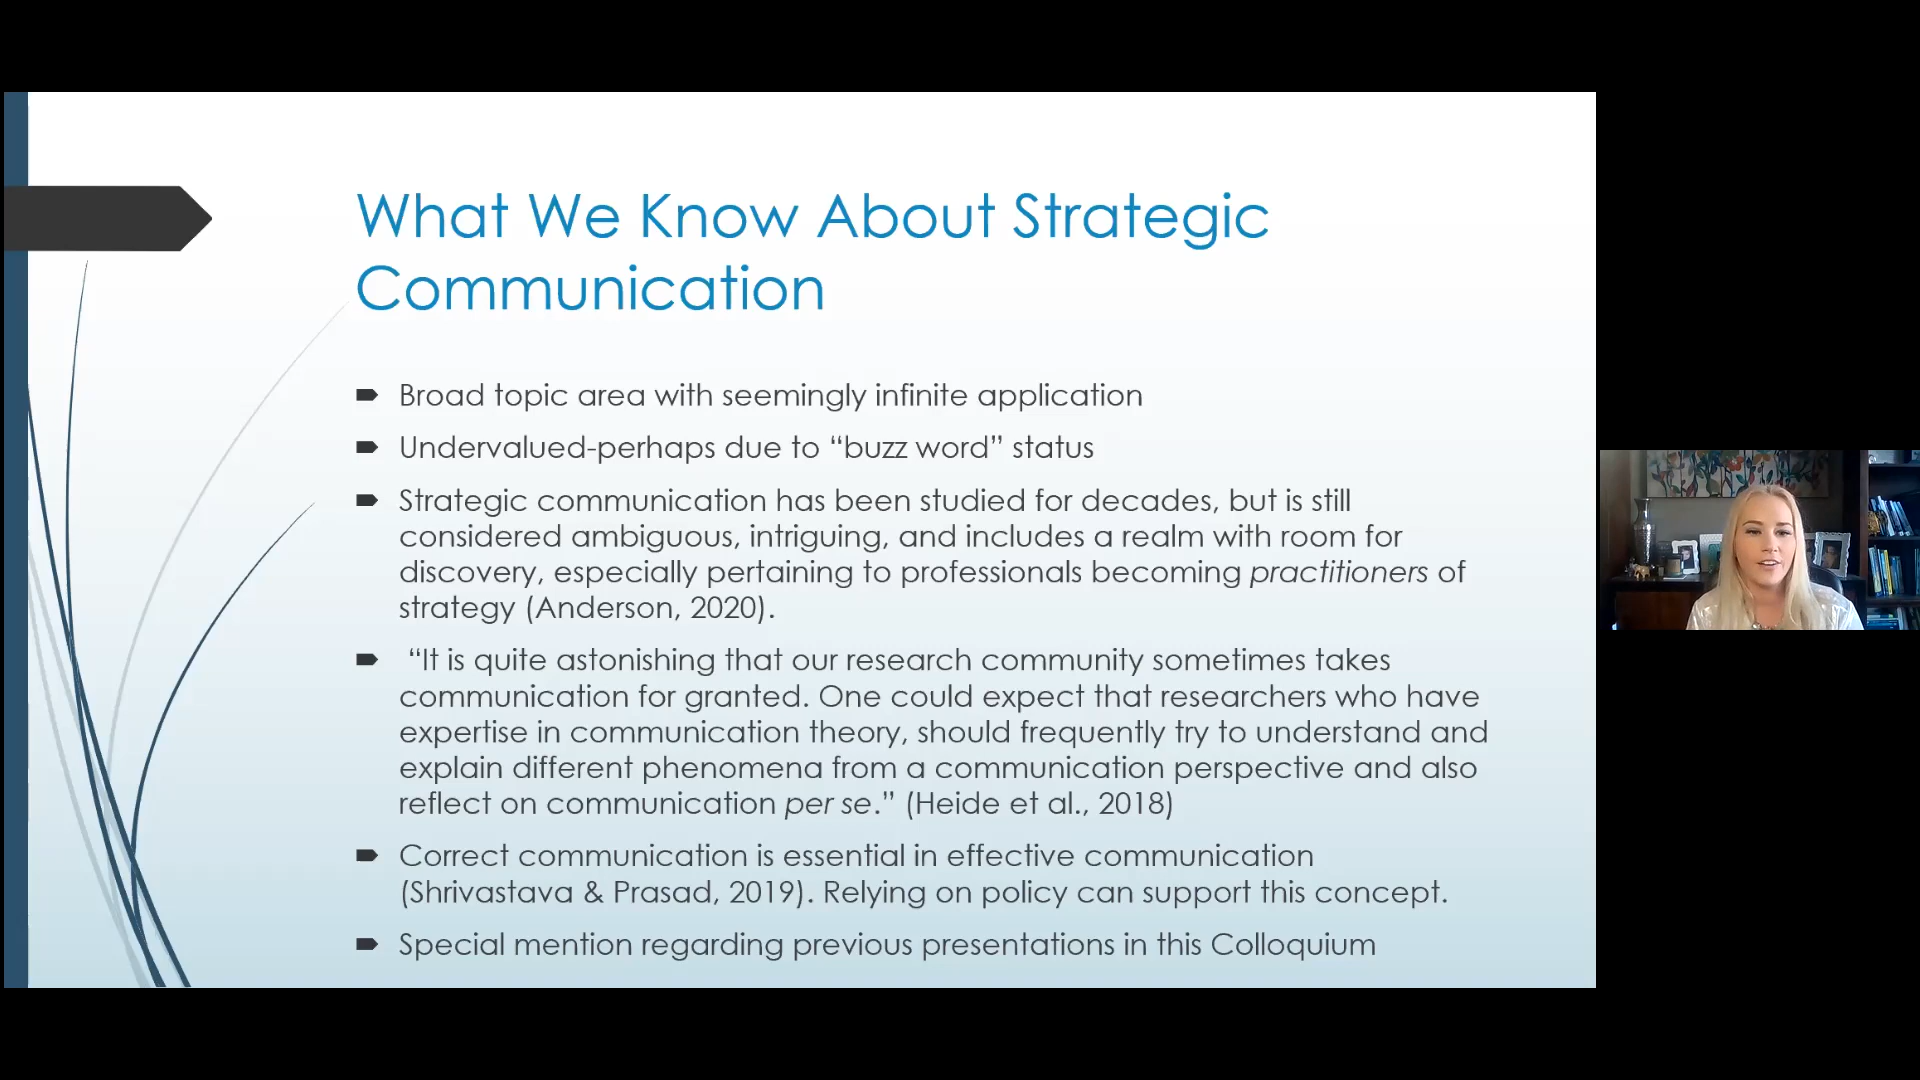 What We Know About Strategic
Communication
Broad topic area with seemingly infinite application
Undervalued-perhaps due to “buzz word” status
Strategic communication has been studied for decades, but is still
considered ambiguous, intriguing, and includes a realm with room for
discovery, especially pertaining to professionals becoming practitioners of
strategy (Anderson, 2020).
“It is quite astonishing that our research community sometimes takes
communication for granted. One could expect that researchers who have
expertise in communication theory, should frequently try to understand and
explain different phenomena from a communication perspective and also
reflect on communication per se.” (Heide et al., 2018)
Correct communication is essential in effective communication
(Shrivastava & Prasad, 2019). Relying on policy can support this concept.
Special mention regarding previous presentations in this Colloquium